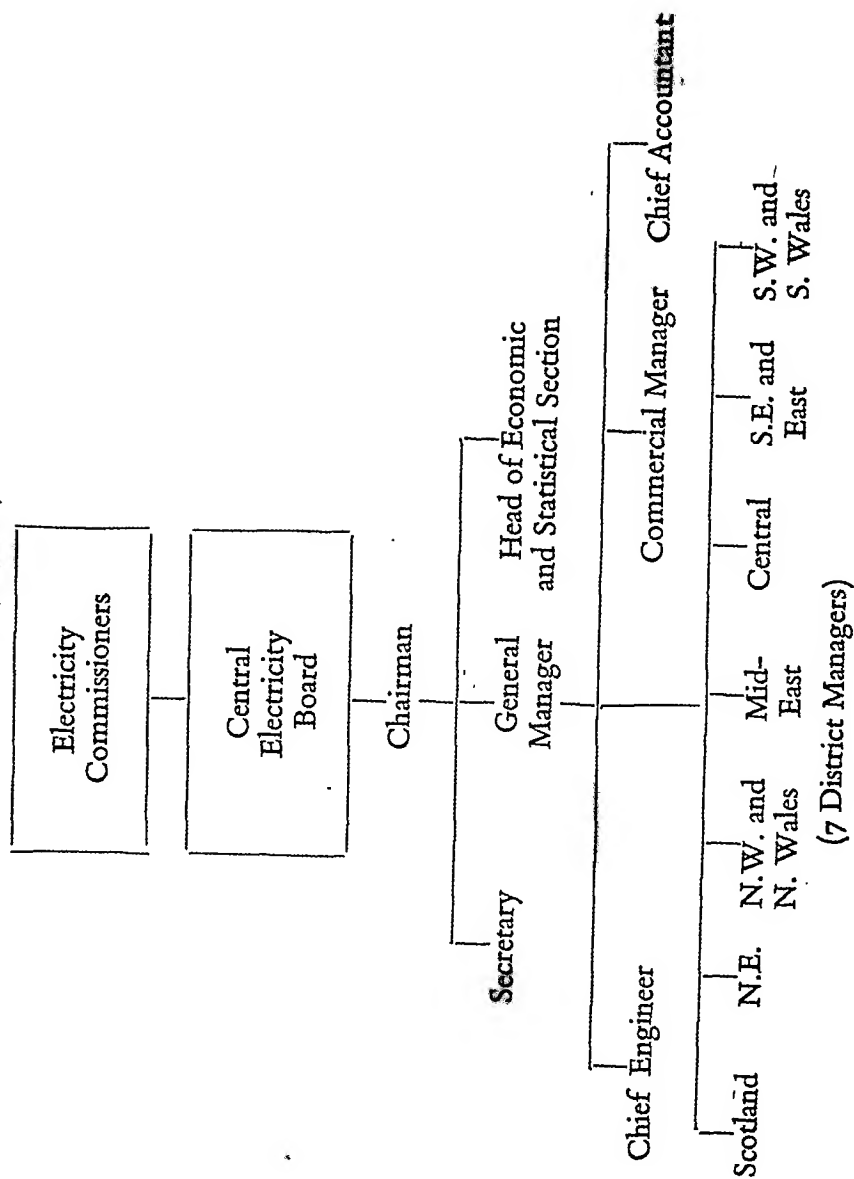 Electricity
Commissioners
Central
Electricity
Board
Chairman
Secretary
General
Manager
Head of Economic
and Statistical Section
Chief Engineer
Commercial Manager
Chief Accountant
Scotland
N.E.
N.W. and
N. Wales
Mid-
East
Central
S.E. and
East
S.W. and
S. Wales
(7 District Managers)